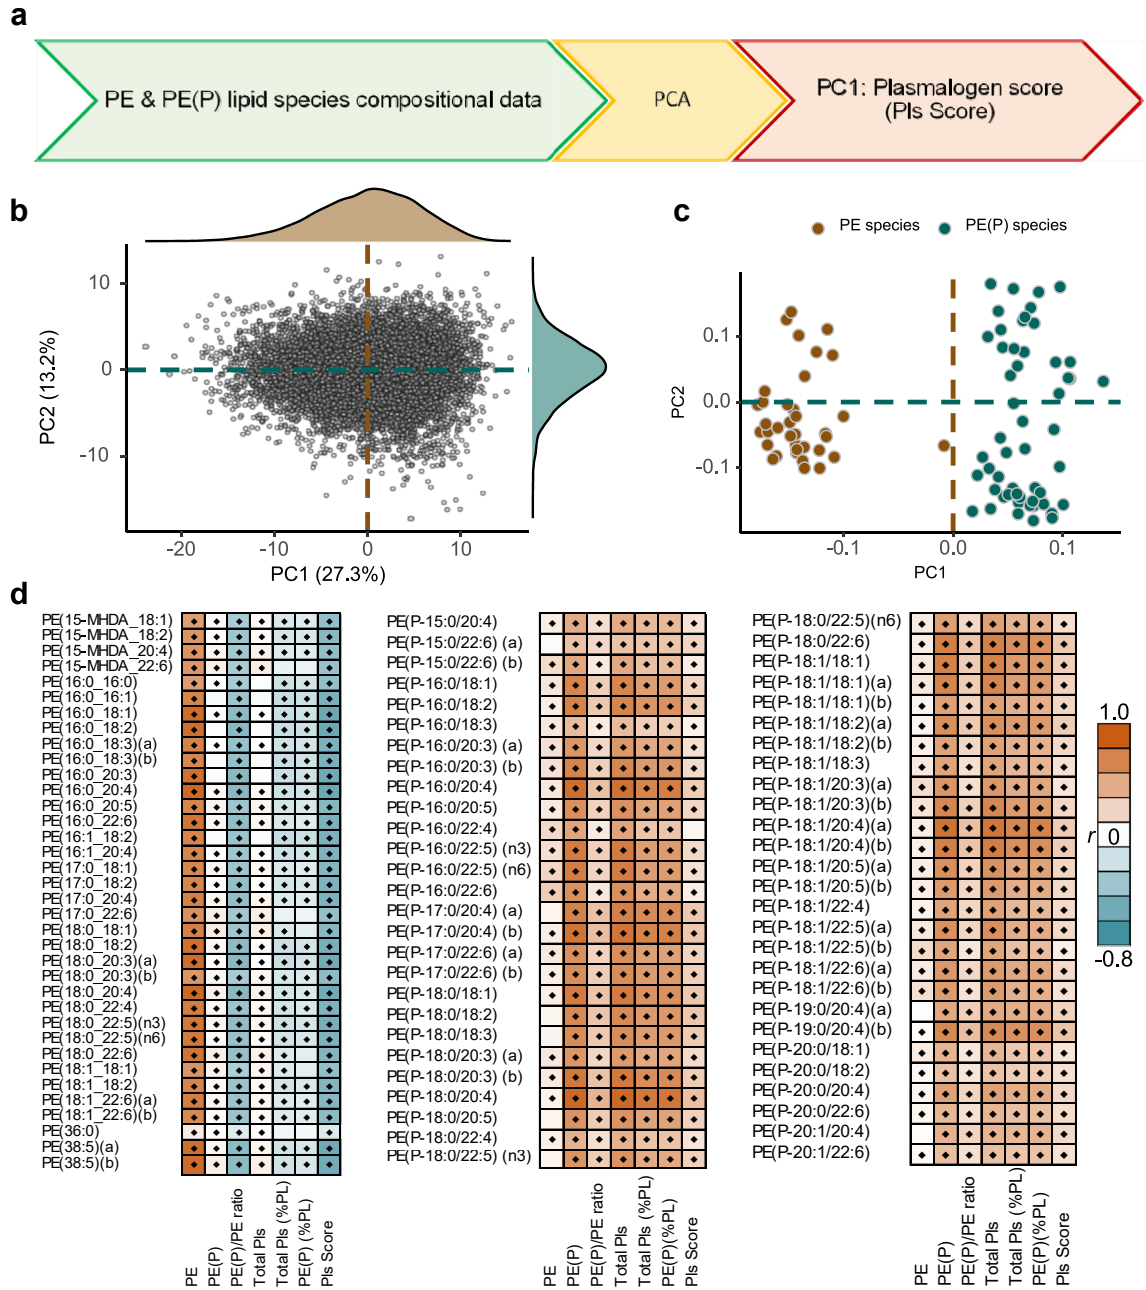 a
PE & PE(P) lipid species compositional data
PCA
PC1: Plasmalogen score
(Pls Score)
b
PC2 (13.2%)
10
0
-10
-20
-10
0
10
PC1 (27.3%)
c
PE species
PE(P) species
PC2
0.1
0.0
-0.1
-0.1
0.0
0.1
PC1
d
PE(15-MHDA_18:1)
PE(15-MHDA_18:2)
PE(15-MHDA_20:4)
PE(15-MHDA_22:6)
PE(16:0_16:0)
PE(16:0_16:1)
PE(16:0_18:1)
PE(16:0_18:2)
PE(16:0_18:3)(a)
PE(16:0_18:3)(b)
PE(16:0_20:3)
PE(16:0_20:4)
PE(16:0_20:5)
PE(16:0_22:6)
PE(16:1_18:2)
PE(16:1_20:4)
PE(17:0_18:1)
PE(17:0_18:2)
PE(17:0_20:4)
PE(17:0_22:6)
PE(18:0_18:1)
PE(18:0_18:2)
PE(18:0_20:3)(a)
PE(18:0_20:3)(b)
PE(18:0_20:4)
PE(18:0_22:4)
PE(18:0_22:5)(n3)
PE(18:0_22:5)(n6)
PE(18:0_22:6)
PE(18:1_18:1)
PE(18:1_18:2)
PE(18:1_22:6)(a)
PE(18:1_22:6)(b)
PE(36:0)
PE(38:5)(a)
PE(38:5)(b)
PE
PE(P)
PE(P)/PE ratio
Total Pls
Total Pls (%PL)
PE(P) (%PL)
Pls Score
PE(P-15:0/20:4)
PE(P-15:0/22:6) (a)
PE(P-15:0/22:6) (b)
PE(P-16:0/18:1)
PE(P-16:0/18:2)
PE(P-16:0/18:3)
PE(P-16:0/20:3) (a)
PE(P-16:0/20:3) (b)
PE(P-16:0/20:4)
PE(P-16:0/20:5)
PE(P-16:0/22:4)
PE(P-16:0/22:5) (n3)
PE(P-16:0/22:5) (n6)
PE(P-16:0/22:6)
PE(P-17:0/20:4) (a)
PE(P-17:0/20:4) (b)
PE(P-17:0/22:6) (a)
PE(P-17:0/22:6) (b)
PE(P-18:0/18:1)
PE(P-18:0/18:2)
PE(P-18:0/18:3)
PE(P-18:0/20:3) (a)
PE(P-18:0/20:3) (b)
PE(P-18:0/20:4)
PE(P-18:0/20:5)
PE(P-18:0/22:4)
PE(P-18:0/22:5) (n3)
PE
PE(P)
PE(P)/PE ratio
Total Pls
Total Pls (%PL)
PE(P)(%PL)
Pls Score
PE(P-18:0/22:5)(n6)
PE(P-18:0/22:6)
PE(P-18:1/18:1)
PE(P-18:1/18:1)(a)
PE(P-18:1/18:1)(b)
PE(P-18:1/18:2)(a)
PE(P-18:1/18:2)(b)
PE(P-18:1/18:3)
PE(P-18:1/20:3)(a)
PE(P-18:1/20:3)(b)
PE(P-18:1/20:4)(a)
PE(P-18:1/20:4)(b)
PE(P-18:1/20:5)(a)
PE(P-18:1/20:5)(b)
PE(P-18:1/22:4)
PE(P-18:1/22:5)(a)
PE(P-18:1/22:5)(b)
PE(P-18:1/22:6)(a)
PE(P-18:1/22:6)(b)
PE(P-19:0/20:4)(a)
PE(P-19:0/20:4)(b)
PE(P-20:0/18:1)
PE(P-20:0/18:2)
PE(P-20:0/20:4)
PE(P-20:0/22:6)
PE(P-20:1/20:4)
PE(P-20:1/22:6)
PE
PE(P)
PE(P)/PE ratio
Total Pls
Total Pls (%PL)
PE(P)(%PL)
Pls Score
1.0
r 0
-0.8